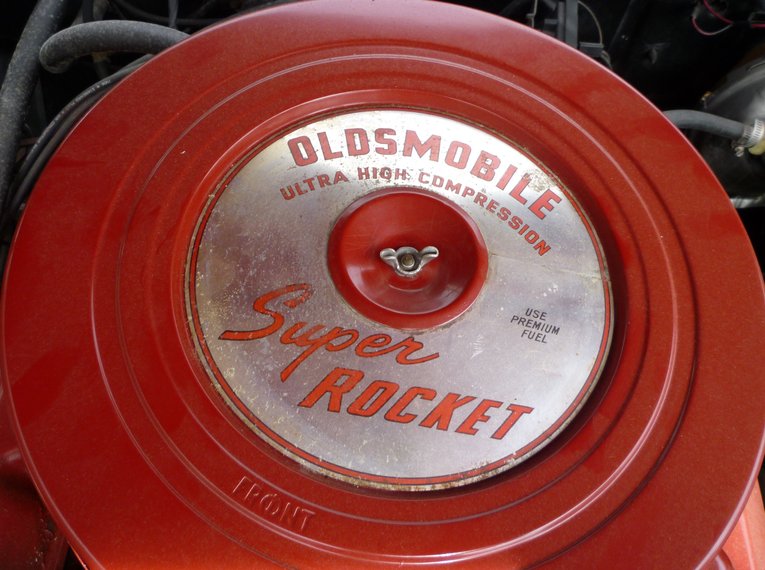 OLDSMOBILE
ULTRA HIGH COMPRESSION
USE
PREMIUM
FUEL
Super
ROCKET
FRONT